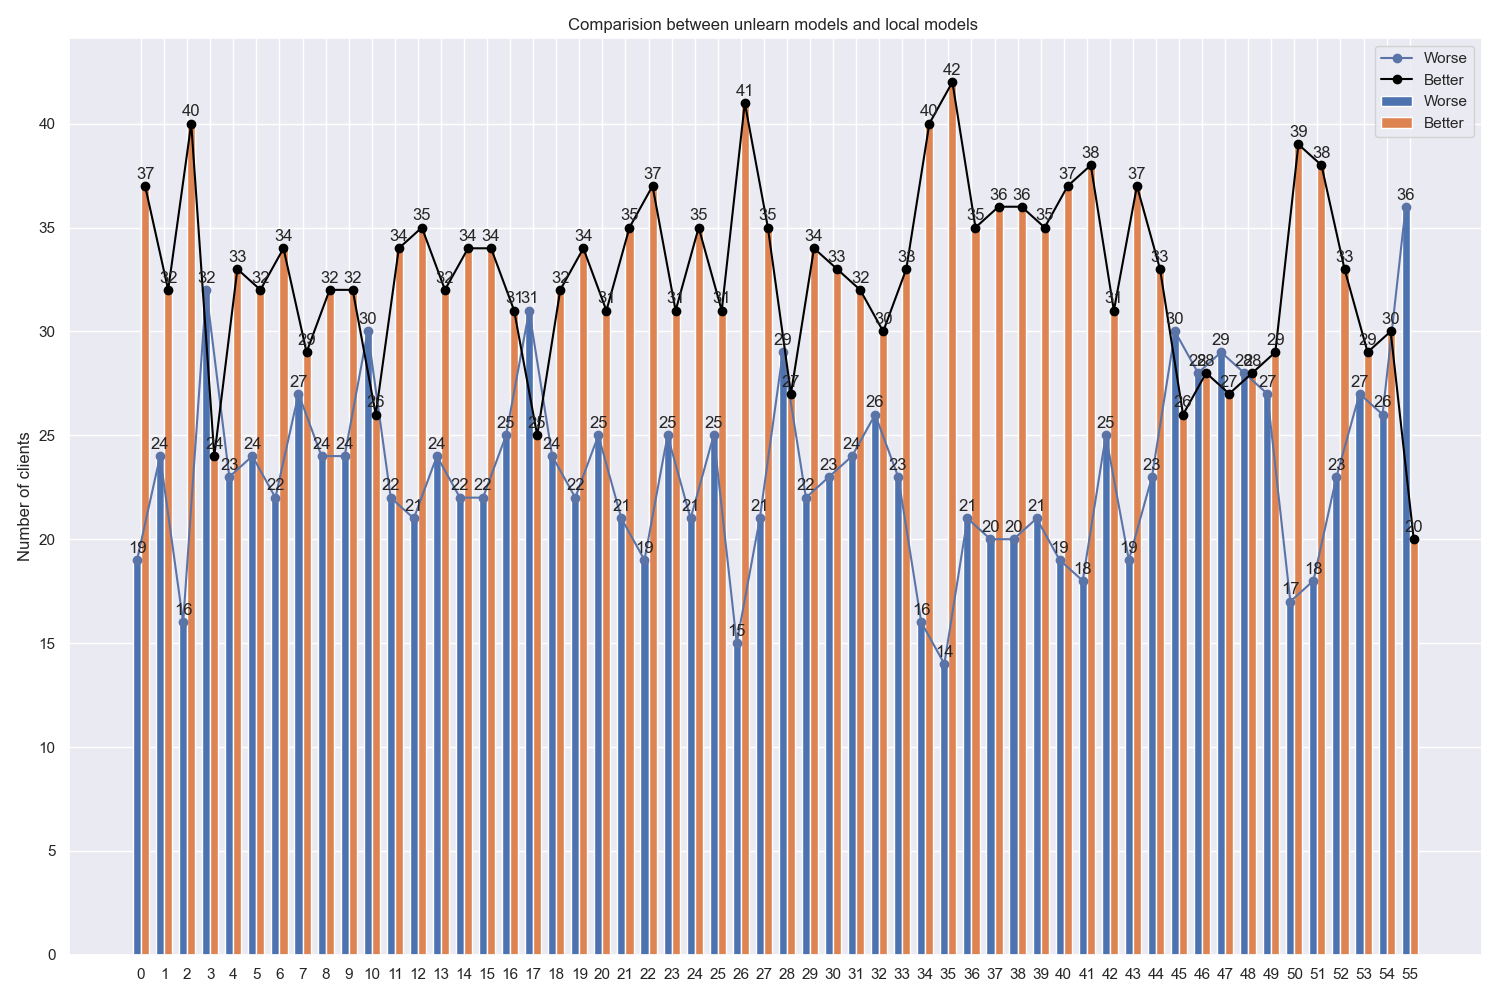 Comparision between unlearn models and local models
Worse
Better
Worse
Better
Number of clients
40
35
30
25
20
15
10
5
0
37 32 40 24 33 32 34 29 32 32 26 34 35 32 34 34 31 25 32 34 31 35 37 31 35 31 41 35 27 34 33 32 30 33 40 42 35 36 36 35 37 38 31 37 33 26 28 27 28 29 39 38 33 29 30 20
19 24 16 32 23 24 22 27 24 24 30 22 21 24 22 22 25 31 24 22 25 21 19 25 21 25 15 21 29 22 23 24 26 23 16 14 21 20 20 21 19 18 25 19 23 30 28 29 28 27 17 18 23 27 26 36
0 1 2 3 4 5 6 7 8 9 10 11 12 13 14 15 16 17 18 19 20 21 22 23 24 25 26 27 28 29 30 31 32 33 34 35 36 37 38 39 40 41 42 43 44 45 46 47 48 49 50 51 52 53 54 55